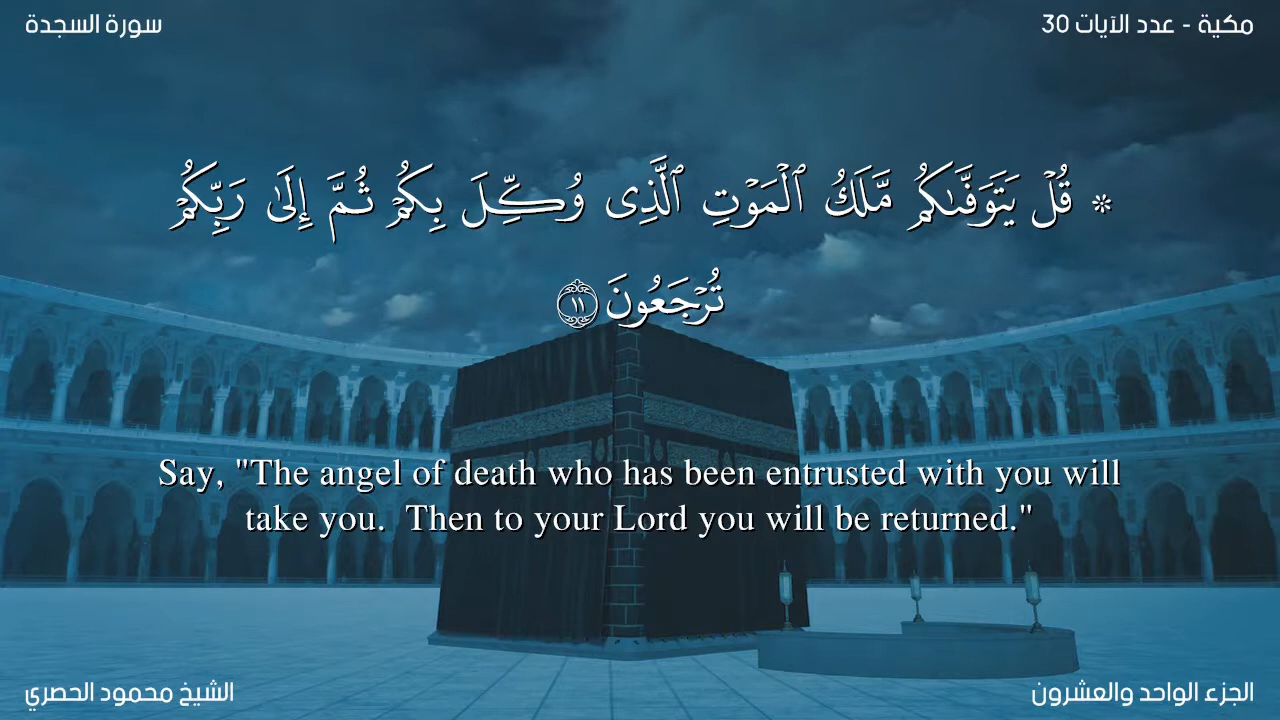 سورة السجدة
مكية - عدد الآيات 30
۞ قُلْ يَتَوَفَّىٰكُم مَّلَكُ ٱلْمَوْتِ ٱلَّذِى وُكِّلَ بِكُمْ ثُمَّ إِلَىٰ رَبِّكُمْ
تُرْجَعُونَ ١١
Say, "The angel of death who has been entrusted with you will
take you.  Then to your Lord you will be returned."
الشيخ محمود الحصري
الجزء الواحد والعشرون